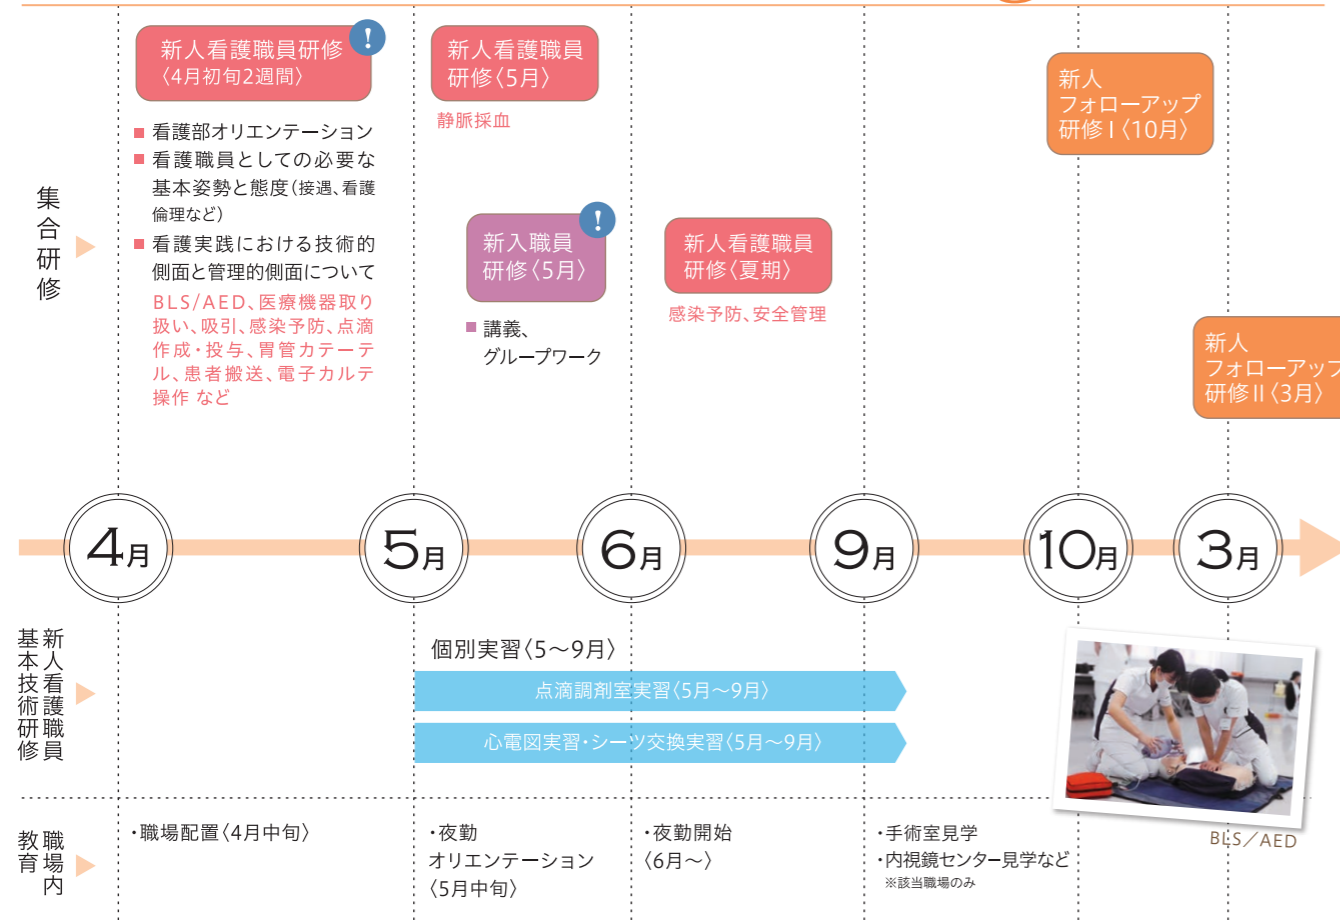 集合研修
新人看護職員研修
〈4月初旬2週間〉
!
■ 看護部オリエンテーション
■ 看護職員としての必要な
基本姿勢と態度(接遇、看護
倫理など)
■ 看護実践における技術的
側面と管理的側面について
BLS/AED、医療機器取り
扱い、吸引、感染予防、点滴
作成・投与、胃管カテーテ
ル、患者搬送、電子カルテ
操作 など
新人看護職員
研修〈5月〉
静脈採血
新入職員
研修〈5月〉
!
■ 講義、
グループワーク
新人看護職員
研修〈夏期〉
感染予防、安全管理
新人
フォローアップ
研修Ⅰ〈10月〉
新人
フォローアップ
研修Ⅱ〈3月〉
4月
5月
6月
9月
10月
3月
新人看護職員
基本技術研修
個別実習〈5〜9月〉
点滴調剤室実習〈5月〜9月〉
心電図実習・シーツ交換実習〈5月〜9月〉
BLS/AED
職場内
教育
・職場配置〈4月中旬〉
・夜勤
オリエンテーション
〈5月中旬〉
・夜勤開始
〈6月〜〉
・手術室見学
・内視鏡センター見学など
※該当職場のみ